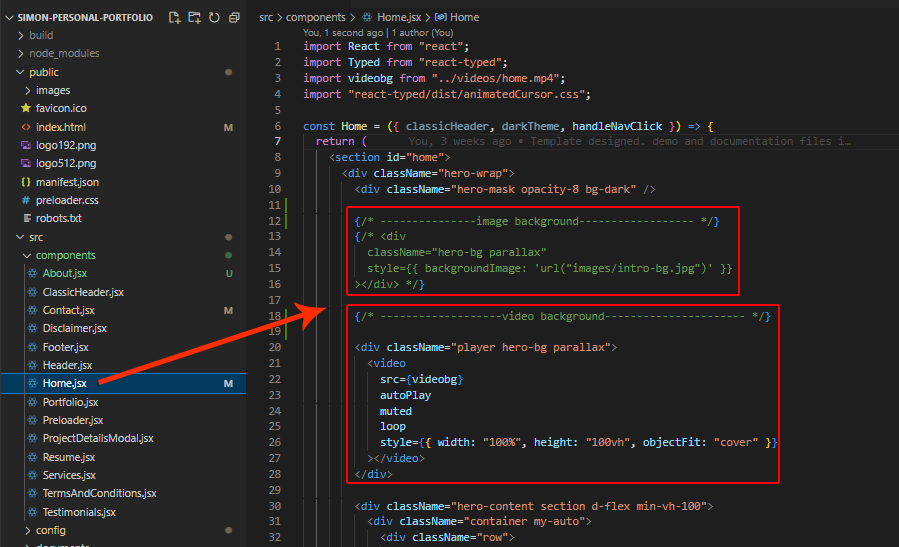 SIMON-PERSONAL-PORTFOLIO
build
node_modules
public
images
favicon.ico
index.html M
logo192.png
logo512.png
manifest.json
preloader.css
robots.txt
src
components
About.jsx U
ClassicHeader.jsx
Contact.jsx M
Disclaimer.jsx
Footer.jsx
Header.jsx
Home.jsx M
Portfolio.jsx
Preloader.jsx
ProjectDetailsModal.jsx
Resume.jsx
Services.jsx
TermsAndConditions.jsx
Testimonials.jsx
config
documents
src > components > Home.jsx > Home
You, 1 second ago | 1 author (You)
1 import React from "react";
2 import Typed from "react-typed";
3 import videobg from "../videos/home.mp4";
4 import "react-typed/dist/animatedCursor.css";
5
6 const Home = ({ classicHeader, darkTheme, handleNavClick }) => {
7 return ( You, 3 weeks ago • Template designed. demo and documentation files i…
8 <section id="home">
9 <div className="hero-wrap">
10 <div className="hero-mask opacity-8 bg-dark" />
11
12 {/* ---------------image background------------------ */}
13 {/* <div
14 className="hero-bg parallax"
15 style={{ backgroundImage: 'url("images/intro-bg.jpg")' }}
16 ></div> */}
17
18 {/* -------------------video background---------------------- */}
19
20 <div className="player hero-bg parallax">
21 <video
22 src={videobg}
23 autoPlay
24 muted
25 loop
26 style={{ width: "100%", height: "100vh", objectFit: "cover" }}
27 ></video>
28 </div>
29
30 <div className="hero-content section d-flex min-vh-100">
31 <div className="container my-auto">
32 <div className="row">